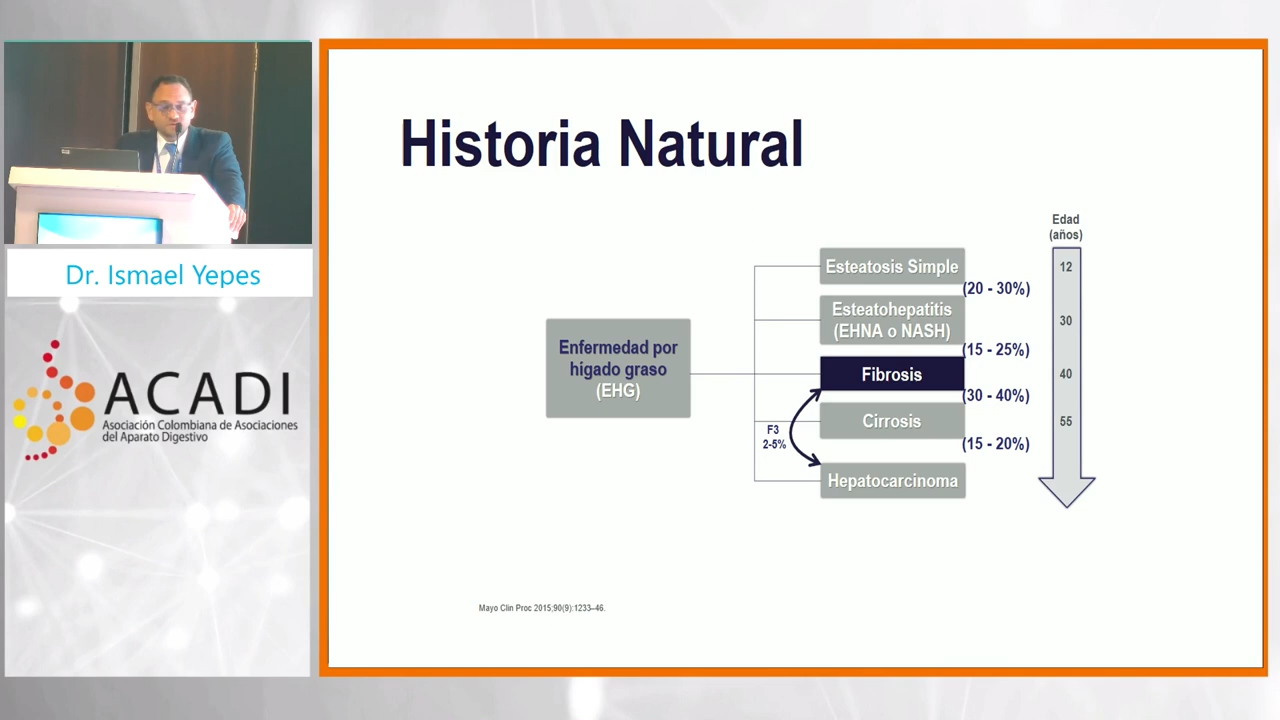 Dr. Ismael Yepes
ACADI
Asociación Colombiana de Asociaciones
del Aparato Digestivo
Historia Natural
Enfermedad por
hígado graso
(EHG)
Esteatosis Simple
(20 - 30%)
Esteatohepatitis
(EHNA o NASH)
(15 - 25%)
Fibrosis
(30 - 40%)
Cirrosis
(15 - 20%)
Hepatocarcinoma
F3
2-5%
Edad
(años)
12
30
40
55
Mayo Clin Proc 2015;90(9):1233–46.